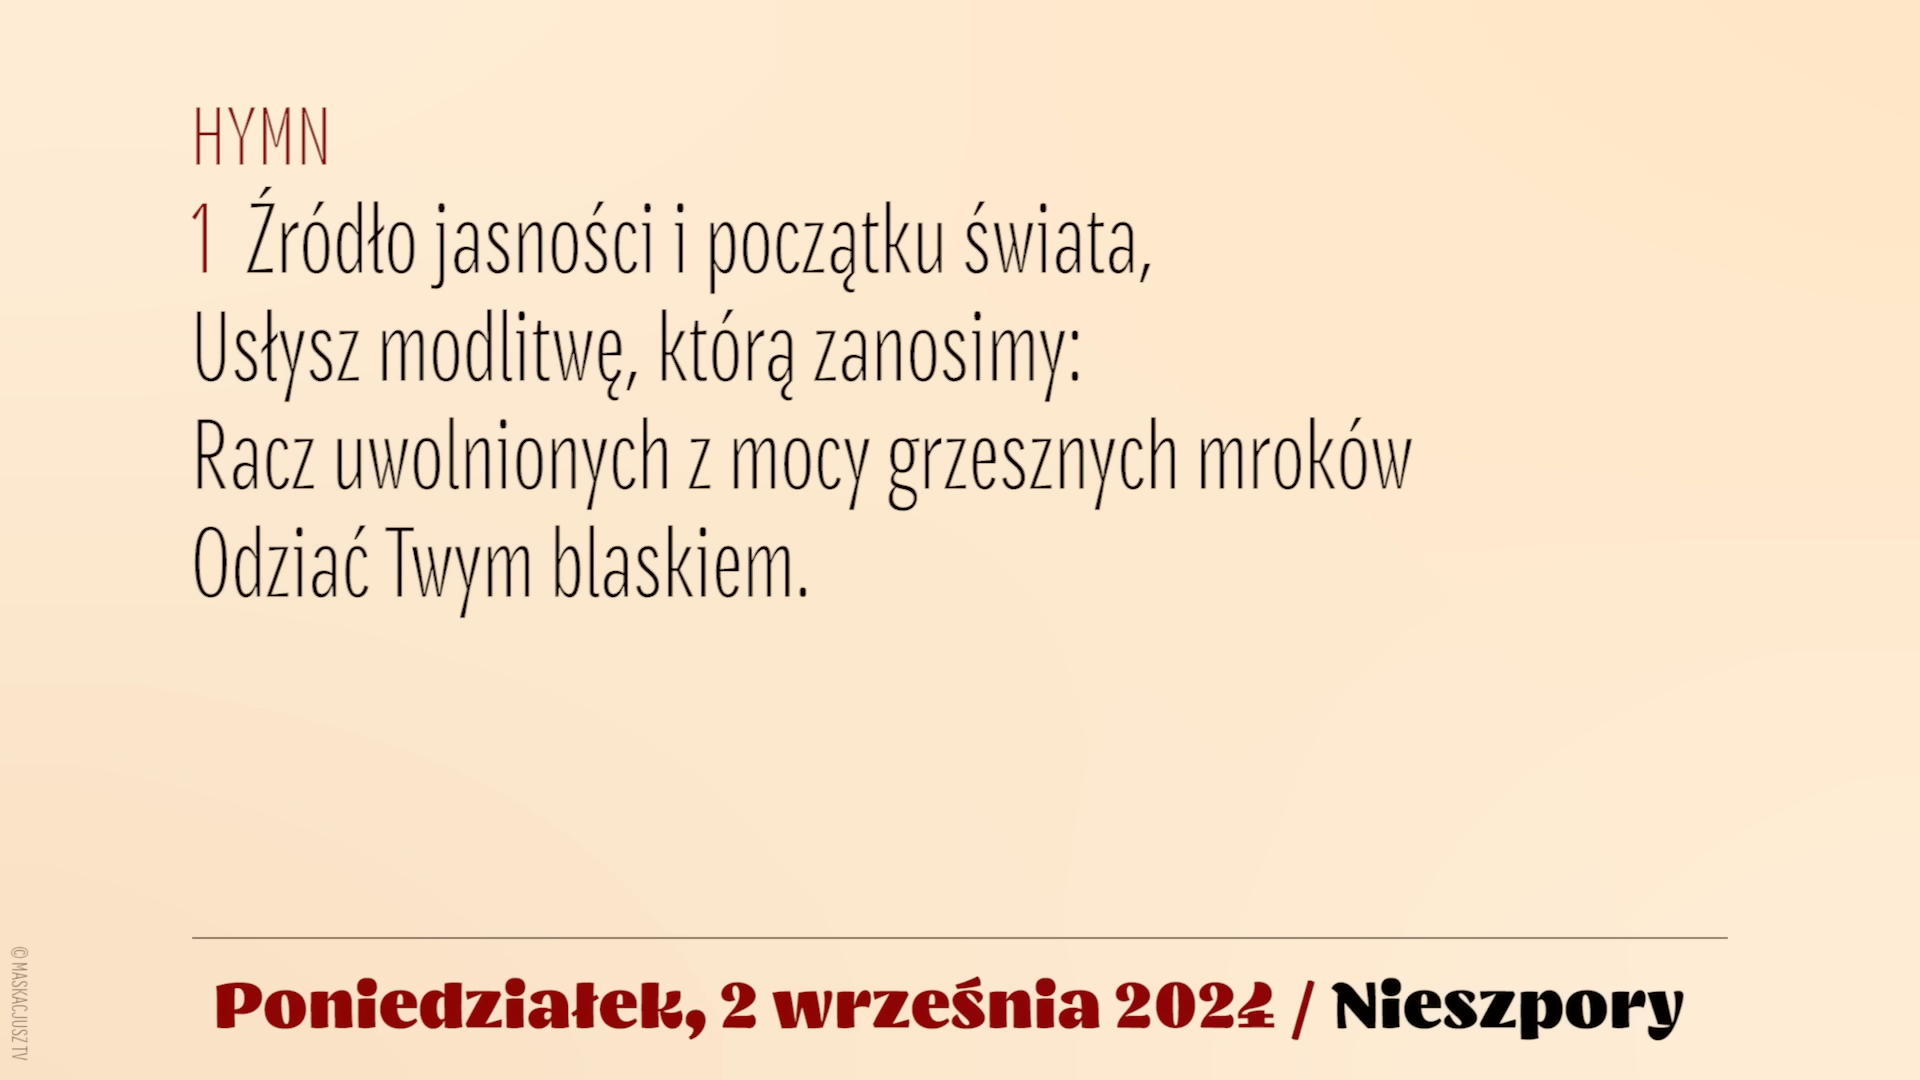 HYMN
1 Źródło jasności i początku świata,
Usłysz modlitwę, którą zanosimy:
Racz uwolnionych z mocy grzesznych mroków
Odziać Twym blaskiem.
Poniedziałek, 2 września 2024 / Nieszpory
© MASKACJUSZ TV